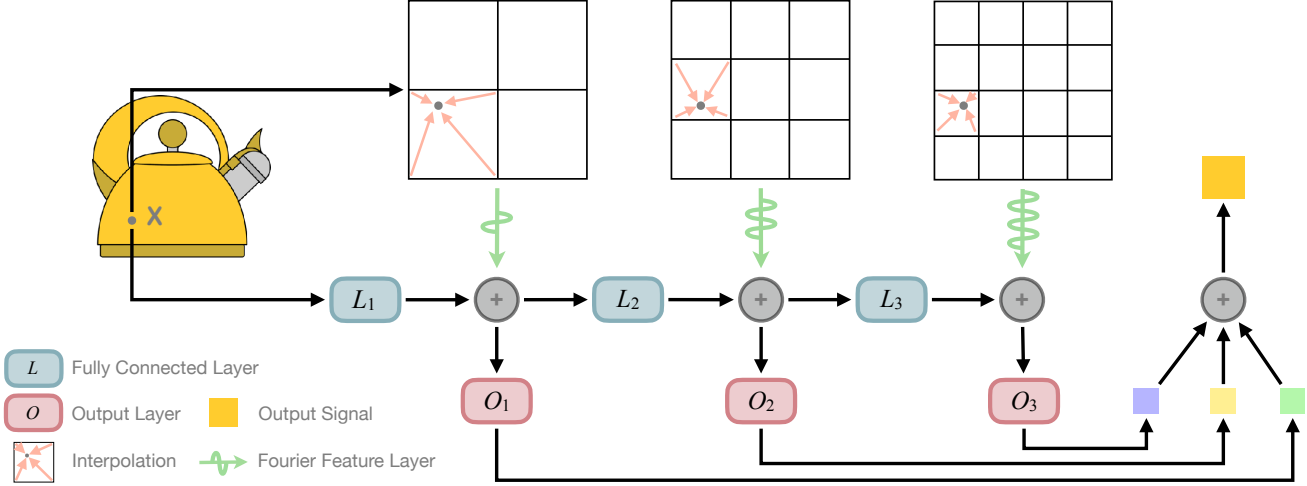 X
+
+
+
+
L1
L2
L3
O1
O2
O3
L Fully Connected Layer
O Output Layer
Output Signal
Interpolation
Fourier Feature Layer